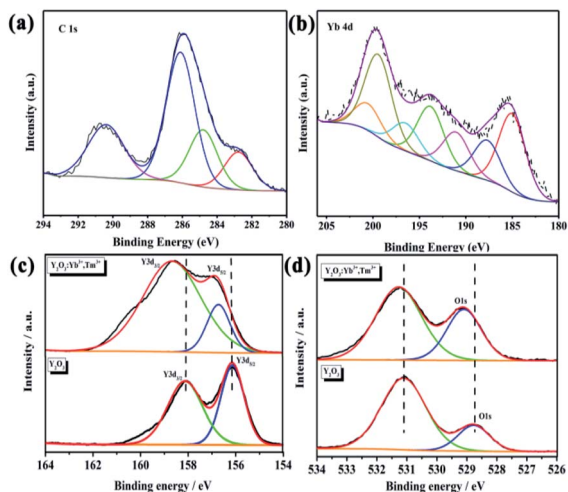 (a)
C 1s
Intensity (a.u.)
294 292 290 288 286 284 282 280
Binding Energy (eV)
(b)
Yb 4d
Intensity (a.u.)
205 200 195 190 185 180
Binding Energy (eV)
(c)
Y₂O₃:Yb³⁺,Tm³⁺
Y3d₃/₂
Y3d₅/₂
Y₂O₃
Y3d₃/₂
Y3d₅/₂
Intensity / a.u.
164 162 160 158 156 154
Binding energy / eV
(d)
Y₂O₃:Yb³⁺,Tm³⁺
O1s
Y₂O₃
O1s
Intensity / a.u.
534 533 532 531 530 529 528 527 526
Binding energy / eV